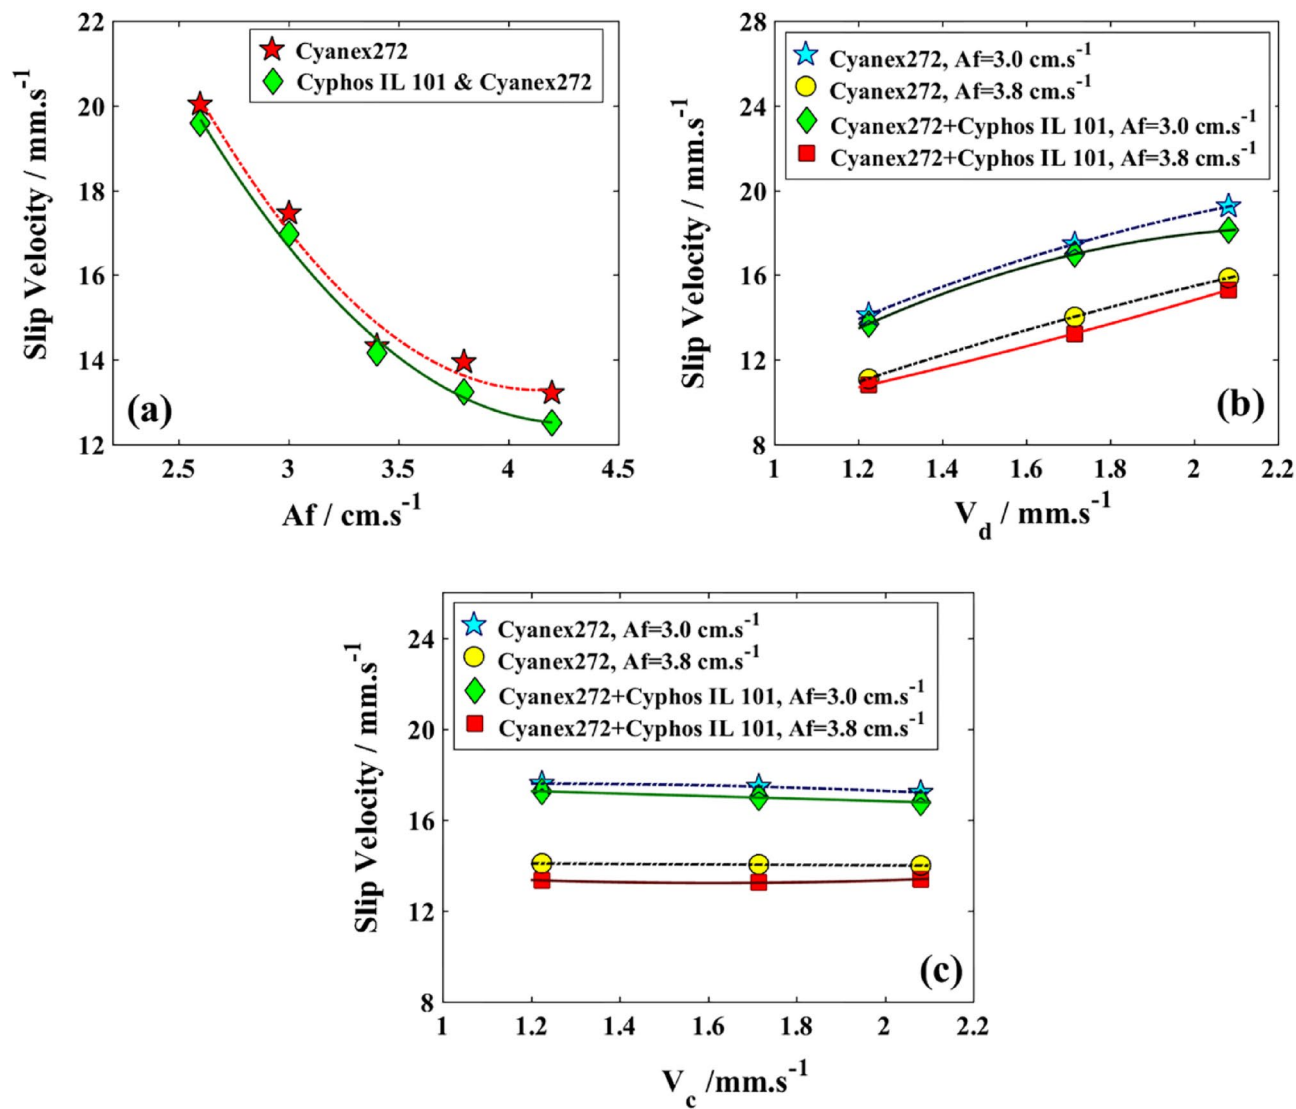 22
20
18
16
14
12
2.5 3 3.5 4 4.5
Slip Velocity / mm.s-1
Af / cm.s-1
Cyanex272
Cyphos IL 101 & Cyanex272
(a)
28
24
20
16
12
8
1 1.2 1.4 1.6 1.8 2 2.2
Slip Velocity / mm.s-1
Vd / mm.s-1
Cyanex272, Af=3.0 cm.s-1
Cyanex272, Af=3.8 cm.s-1
Cyanex272+Cyphos IL 101, Af=3.0 cm.s-1
Cyanex272+Cyphos IL 101, Af=3.8 cm.s-1
(b)
24
20
16
12
8
1 1.2 1.4 1.6 1.8 2 2.2
Slip Velocity / mm.s-1
Vc /mm.s-1
Cyanex272, Af=3.0 cm.s-1
Cyanex272, Af=3.8 cm.s-1
Cyanex272+Cyphos IL 101, Af=3.0 cm.s-1
Cyanex272+Cyphos IL 101, Af=3.8 cm.s-1
(c)